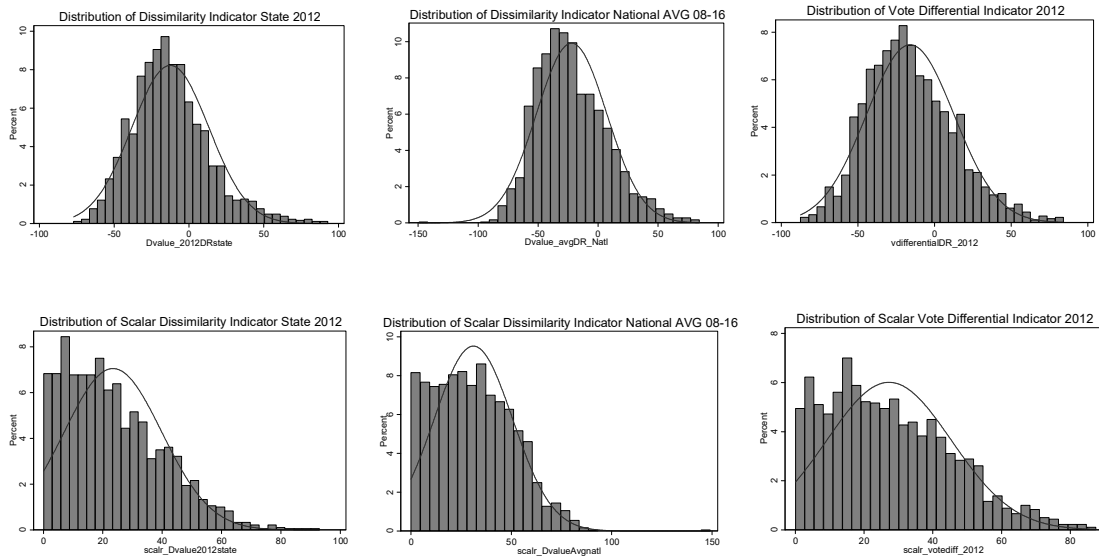 Distribution of Dissimilarity Indicator State 2012
Percent
10
8
6
4
2
0
-100 -50 0 50 100
Dvalue_2012DRstate
Distribution of Dissimilarity Indicator National AVG 08-16
Percent
10
8
6
4
2
0
-150 -100 -50 0 50 100
Dvalue_avgDR_Natl
Distribution of Vote Differential Indicator 2012
Percent
8
6
4
2
0
-100 -50 0 50 100
vdifferentialDR_2012
Distribution of Scalar Dissimilarity Indicator State 2012
Percent
8
6
4
2
0
0 20 40 60 80 100
scalr_Dvalue2012state
Distribution of Scalar Dissimilarity Indicator National AVG 08-16
Percent
10
8
6
4
2
0
0 50 100 150
scalr_DvalueAvgnatl
Distribution of Scalar Vote Differential Indicator 2012
Percent
8
6
4
2
0
0 20 40 60 80
scalr_votediff_2012